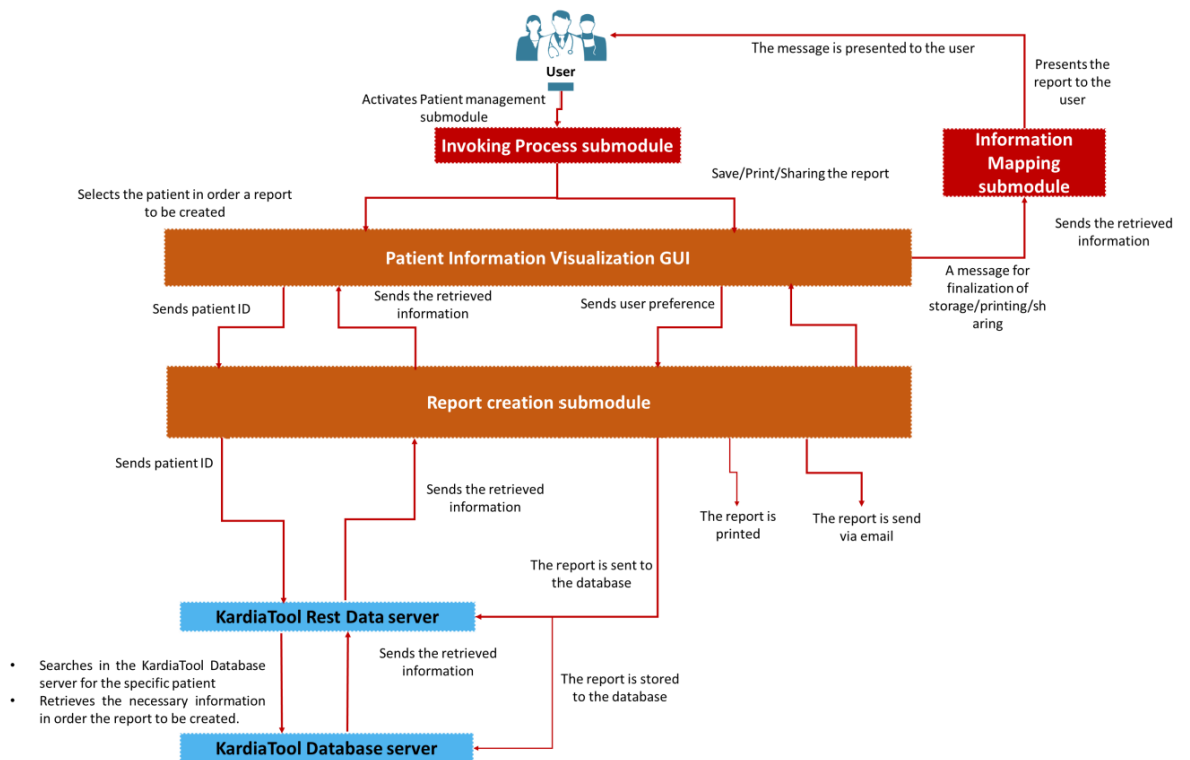 The message is presented to the user
User
Presents the
report to the
user
Activates Patient management
submodule
Invoking Process submodule
Information
Mapping
submodule
Save/Print/Sharing the report
Selects the patient in order a report
to be created
Sends the retrieved
information
Patient Information Visualization GUI
A message for
finalization of
storage/printing/sh
aring
Sends patient ID
Sends the retrieved
information
Sends user preference
Report creation submodule
Sends patient ID
Sends the retrieved
information
The report is
printed
The report is send
via email
The report is sent to
the database
KardiaTool Rest Data server
• Searches in the KardiaTool Database
server for the specific patient
• Retrieves the necessary information
in order the report to be created.
Sends the retrieved
information
The report is stored
to the database
KardiaTool Database server